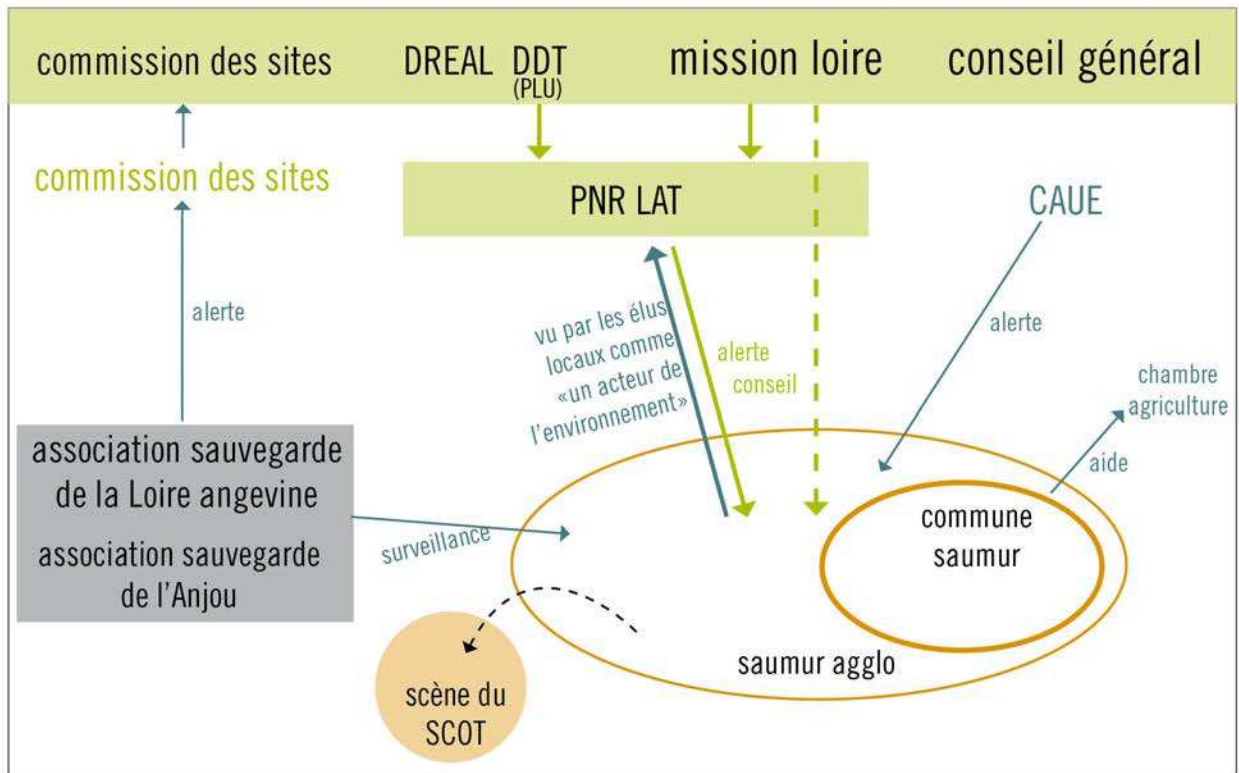 commission des sites
DREAL DDT
(PLU)
mission loire
conseil général
commission des sites
PNR LAT
CAUE
alerte
vu par les élus
locaux comme
«un acteur de
l'environnement»
alerte
conseil
alerte
chambre
agriculture
aide
association sauvegarde
de la Loire angevine
association sauvegarde
de l'Anjou
surveillance
commune
saumur
saumur agglo
scène du
SCOT